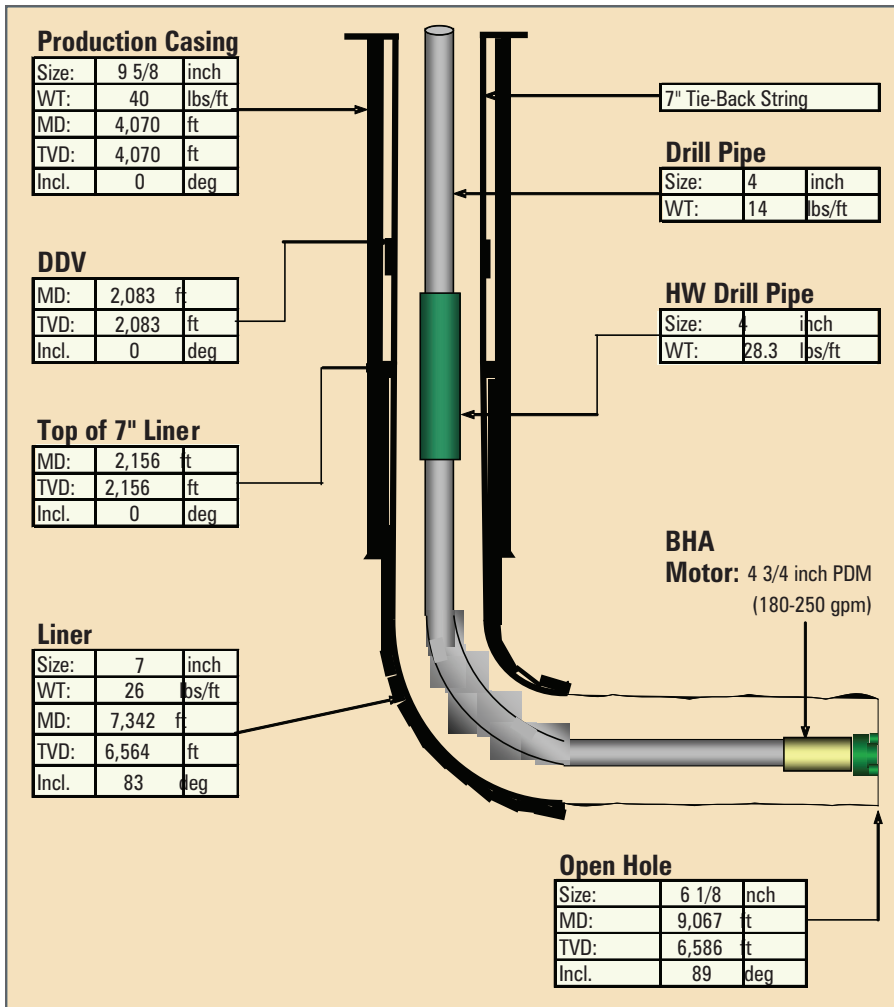 Production Casing
Size: 9 5/8 inch
WT: 40 lbs/ft
MD: 4,070 ft
TVD: 4,070 ft
Incl. 0 deg
DDV
MD: 2,083 ft
TVD: 2,083 ft
Incl. 0 deg
Top of 7" Liner
MD: 2,156 ft
TVD: 2,156 ft
Incl. 0 deg
Liner
Size: 7 inch
WT: 26 lbs/ft
MD: 7,342 ft
TVD: 6,564 ft
Incl. 83 deg
7" Tie-Back String
Drill Pipe
Size: 4 inch
WT: 14 lbs/ft
HW Drill Pipe
Size: 4 inch
WT: 28.3 lbs/ft
BHA
Motor: 4 3/4 inch PDM
(180-250 gpm)
Open Hole
Size: 6 1/8 inch
MD: 9,067 ft
TVD: 6,586 ft
Incl. 89 deg